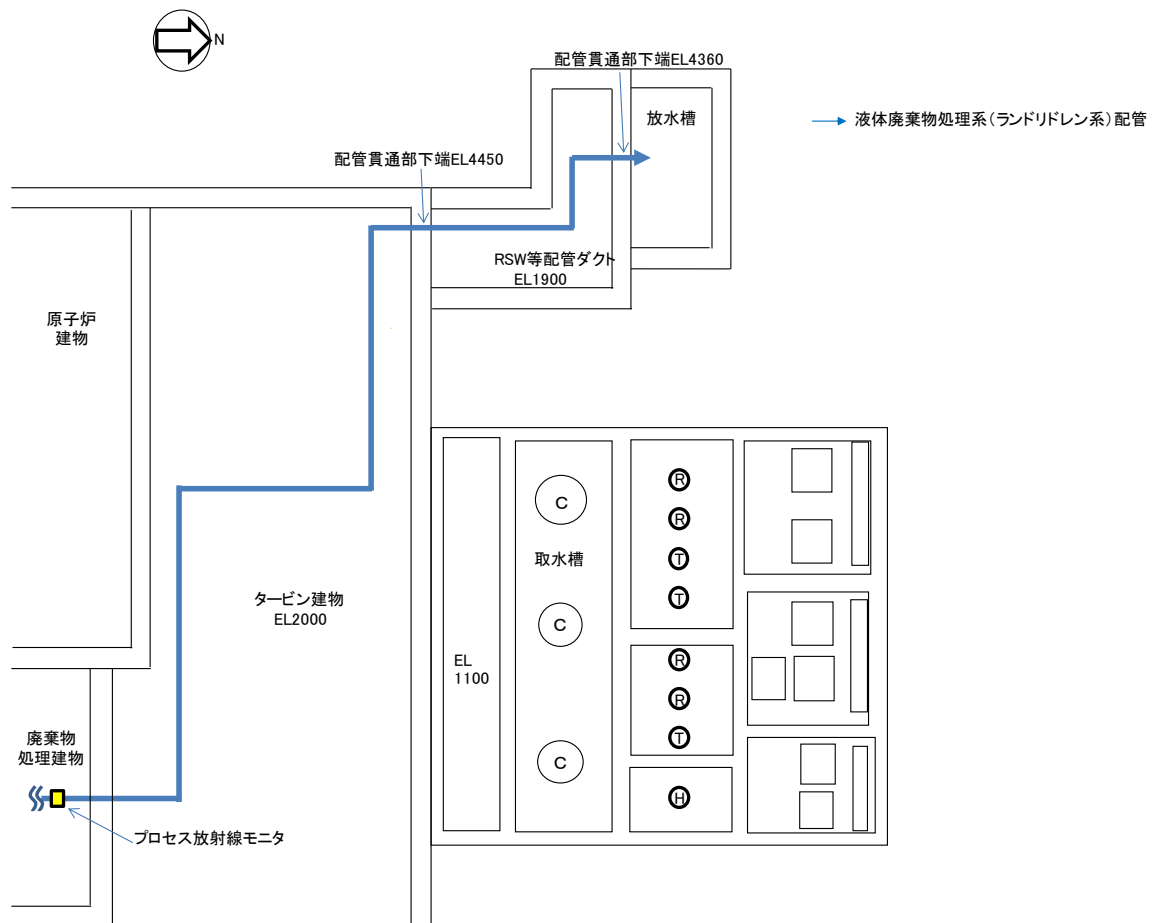 N
配管貫通部下端EL4360
放水槽
液体廃棄物処理系(ランドリドレン系)配管
配管貫通部下端EL4450
RSW等配管ダクト
EL1900
原子炉
建物
タービン建物
EL2000
取水槽
C
C
C
EL
1100
R
R
T
T
R
R
T
H
廃棄物
処理建物
プロセス放射線モニタ